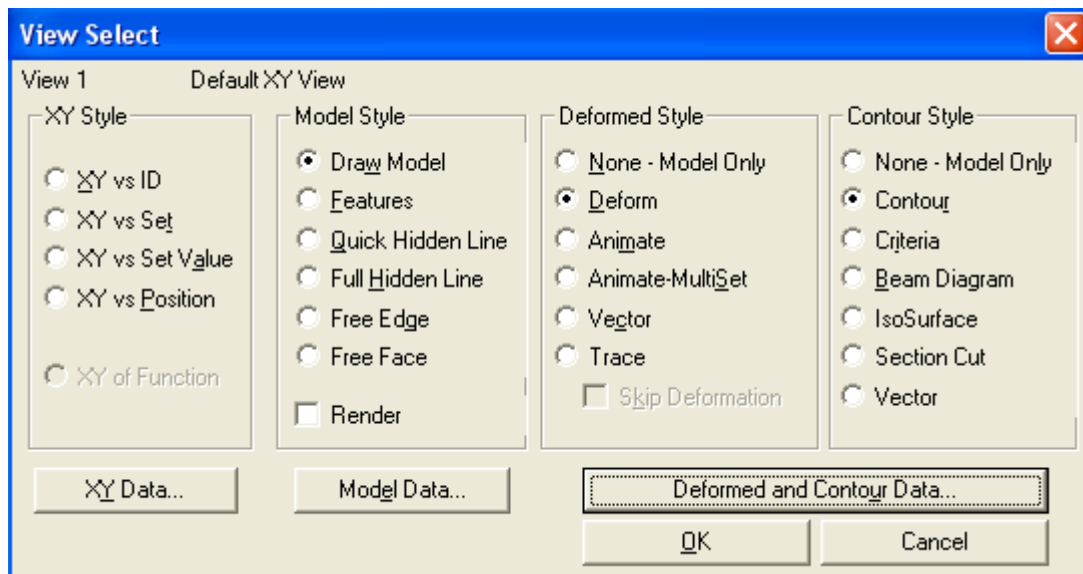 View Select
View 1 Default XY View
XY Style
XY vs ID
XY vs Set
XY vs Set Value
XY vs Position
XY of Function
Model Style
Draw Model
Features
Quick Hidden Line
Full Hidden Line
Free Edge
Free Face
Render
Deformed Style
None - Model Only
Deform
Animate
Animate-MultiSet
Vector
Trace
Skip Deformation
Contour Style
None - Model Only
Contour
Criteria
Beam Diagram
IsoSurface
Section Cut
Vector
XY Data...
Model Data...
Deformed and Contour Data...
OK
Cancel